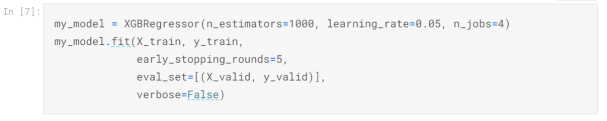 In [7]:
my_model = XGBRegressor(n_estimators=1000, learning_rate=0.05, n_jobs=4)
my_model.fit(X_train, y_train,
             early_stopping_rounds=5,
             eval_set=[(X_valid, y_valid)],
             verbose=False)